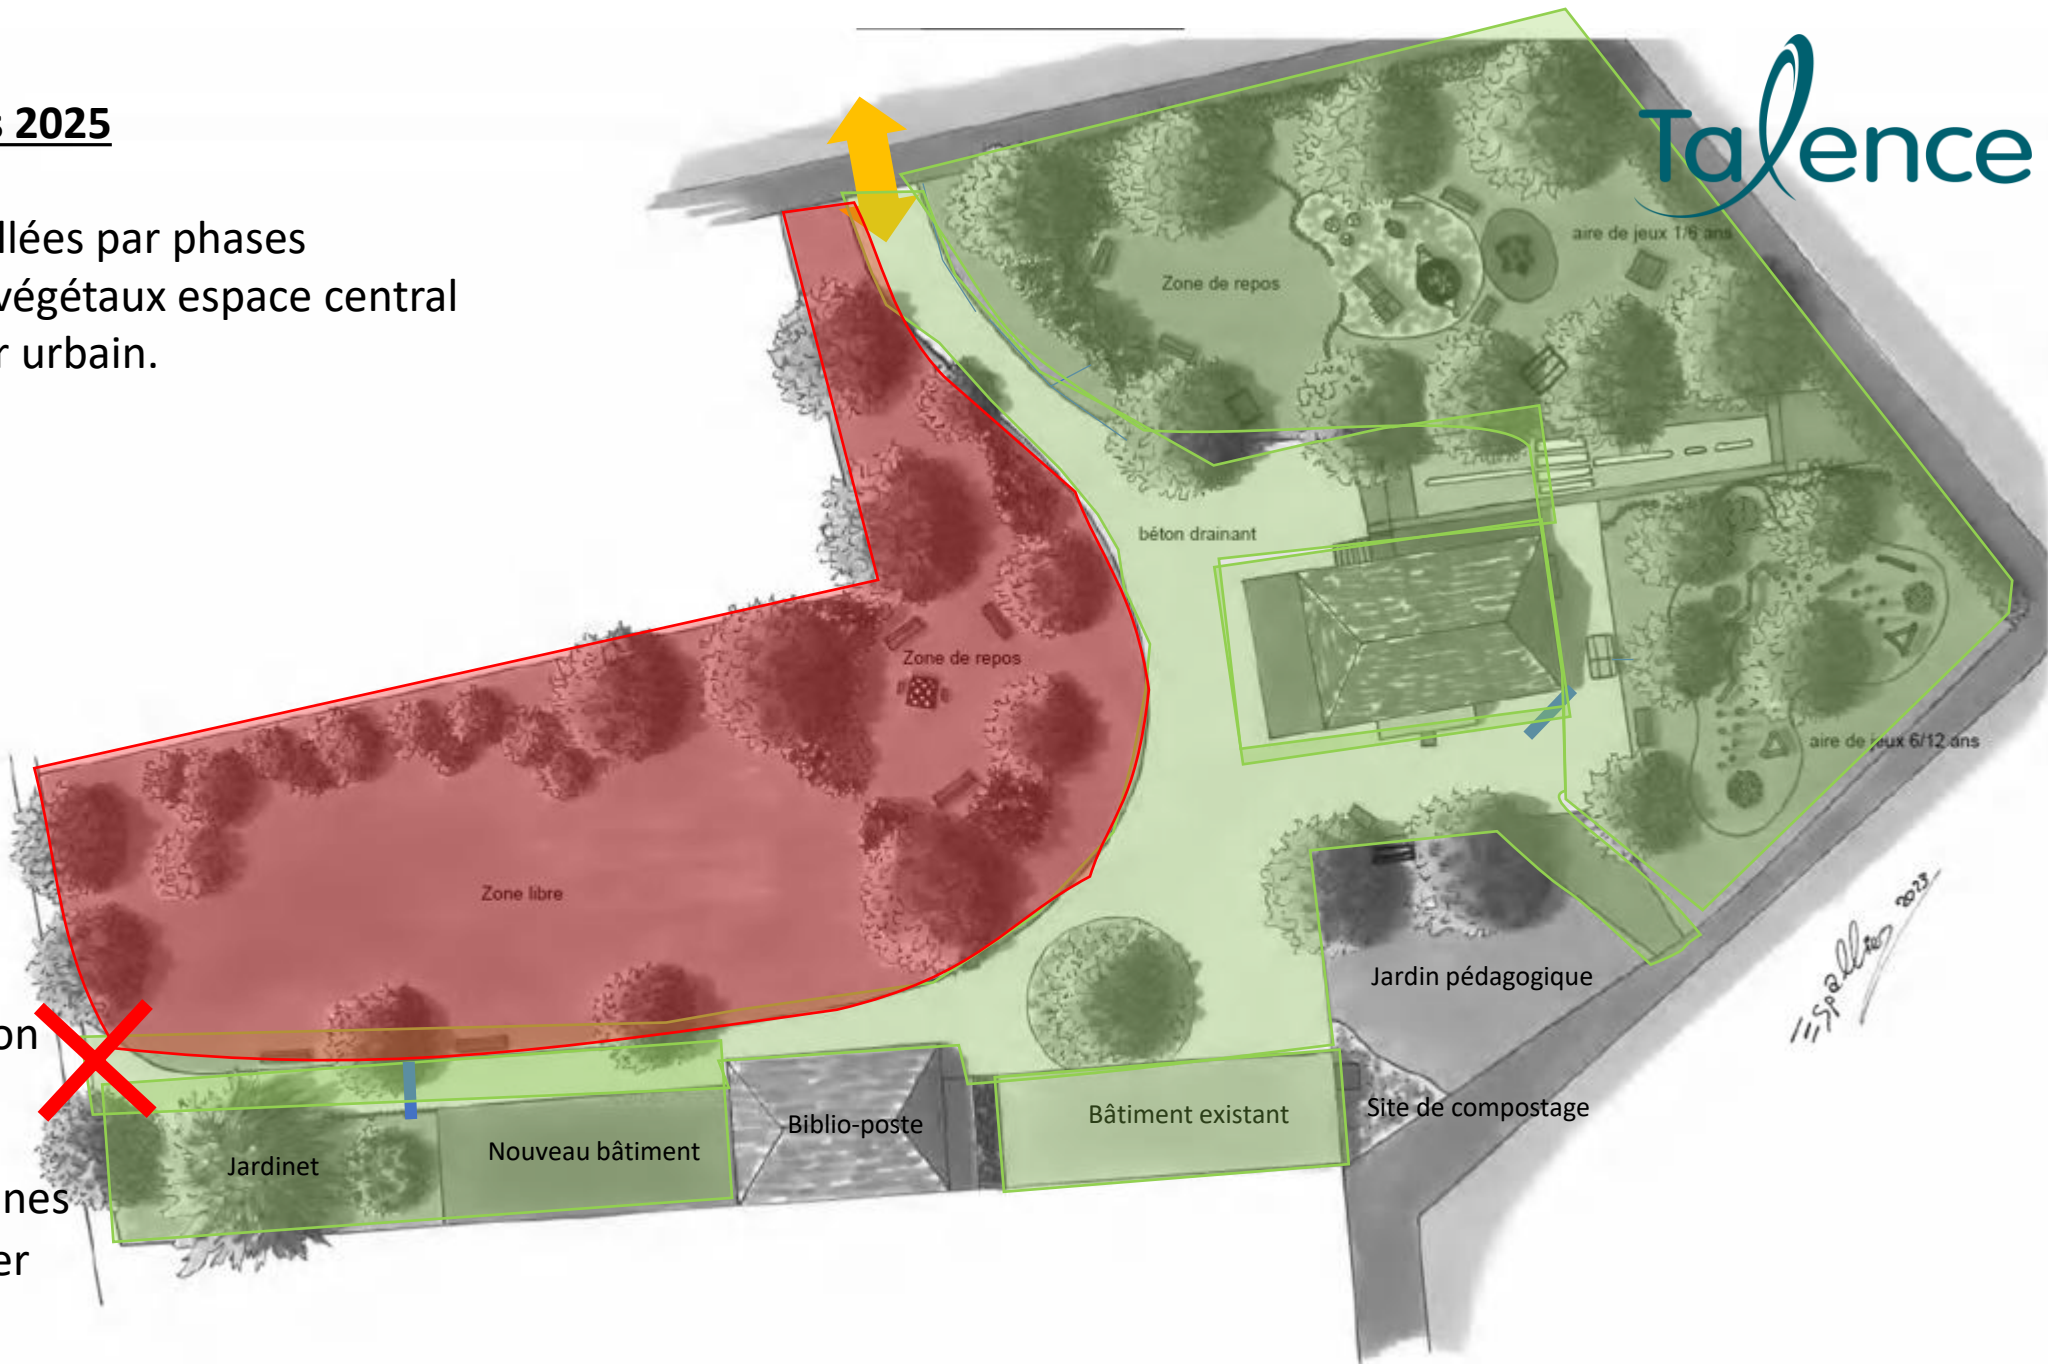 2025
Talence
llées par phases
végétaux espace central
r urbain.
aire de jeux 1/6 ans
Zone de repos
béton drainant
Zone de repos
aire de jeux 6/12 ans
Zone libre
2023
Jardin pédagogique
on
Site de compostage
Bâtiment existant
Biblio-poste
Nouveau bâtiment
Jardinet
nes
er